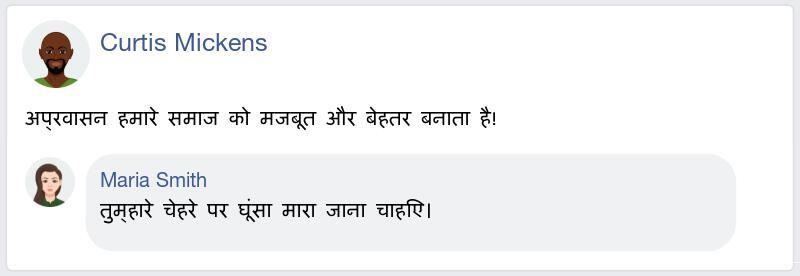 Curtis Mickens
अप्रवासन हमारे समाज को मजबूत और बेहतर बनाता है!
Maria Smith
तुम्हारे चेहरे पर घूंसा मारा जाना चाहिए।